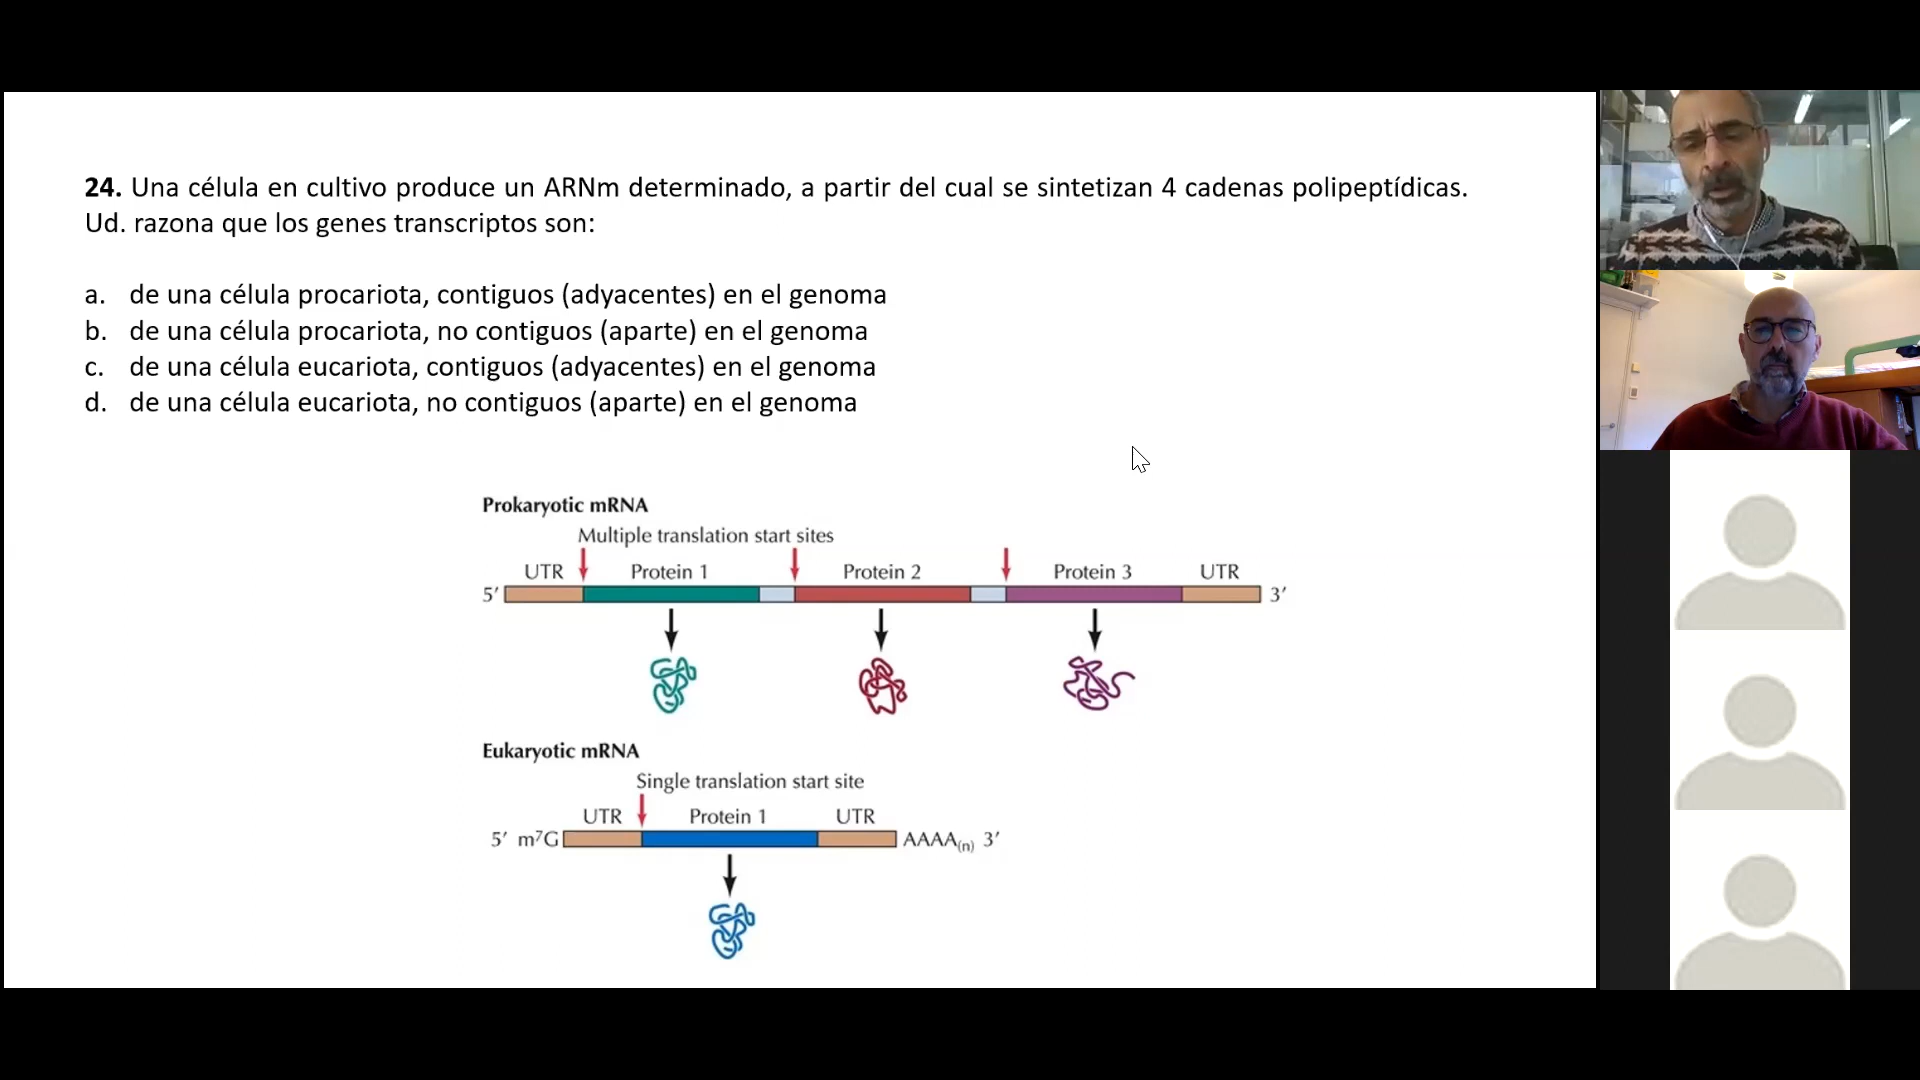 24. Una célula en cultivo produce un ARNm determinado, a partir del cual se sintetizan 4 cadenas polipeptídicas.
Ud. razona que los genes transcriptos son:
a. de una célula procariota, contiguos (adyacentes) en el genoma
b. de una célula procariota, no contiguos (aparte) en el genoma
c. de una célula eucariota, contiguos (adyacentes) en el genoma
d. de una célula eucariota, no contiguos (aparte) en el genoma
Prokaryotic mRNA
Multiple translation start sites
UTR Protein 1 Protein 2 Protein 3 UTR
5′ 3′
Eukaryotic mRNA
Single translation start site
UTR Protein 1 UTR
5′ m⁷G AAAA(n) 3′